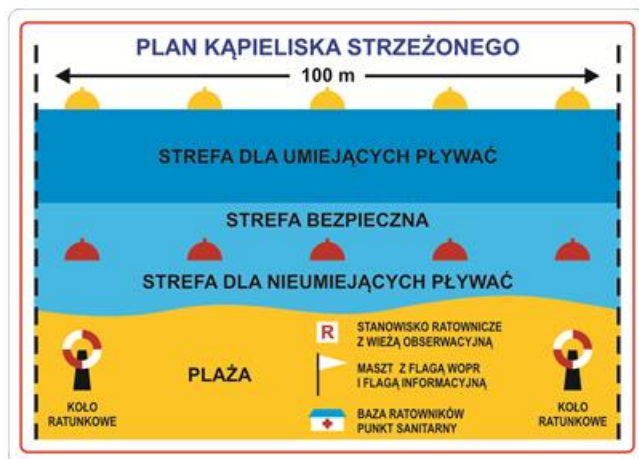 PLAN KĄPIELISKA STRZEŻONEGO
100 m
STREFA DLA UMIEJĄCYCH PŁYWAĆ
STREFA BEZPIECZNA
STREFA DLA NIEUMIEJĄCYCH PŁYWAĆ
R
STANOWISKO RATOWNICZE
Z WIEŻĄ OBSERWACYJNĄ
PLAŻA
MASZT Z FLAGĄ WOPR
I FLAGĄ INFORMACYJNĄ
KOŁO
RATUNKOWE
BAZA RATOWNIKÓW
PUNKT SANITARNY
KOŁO
RATUNKOWE